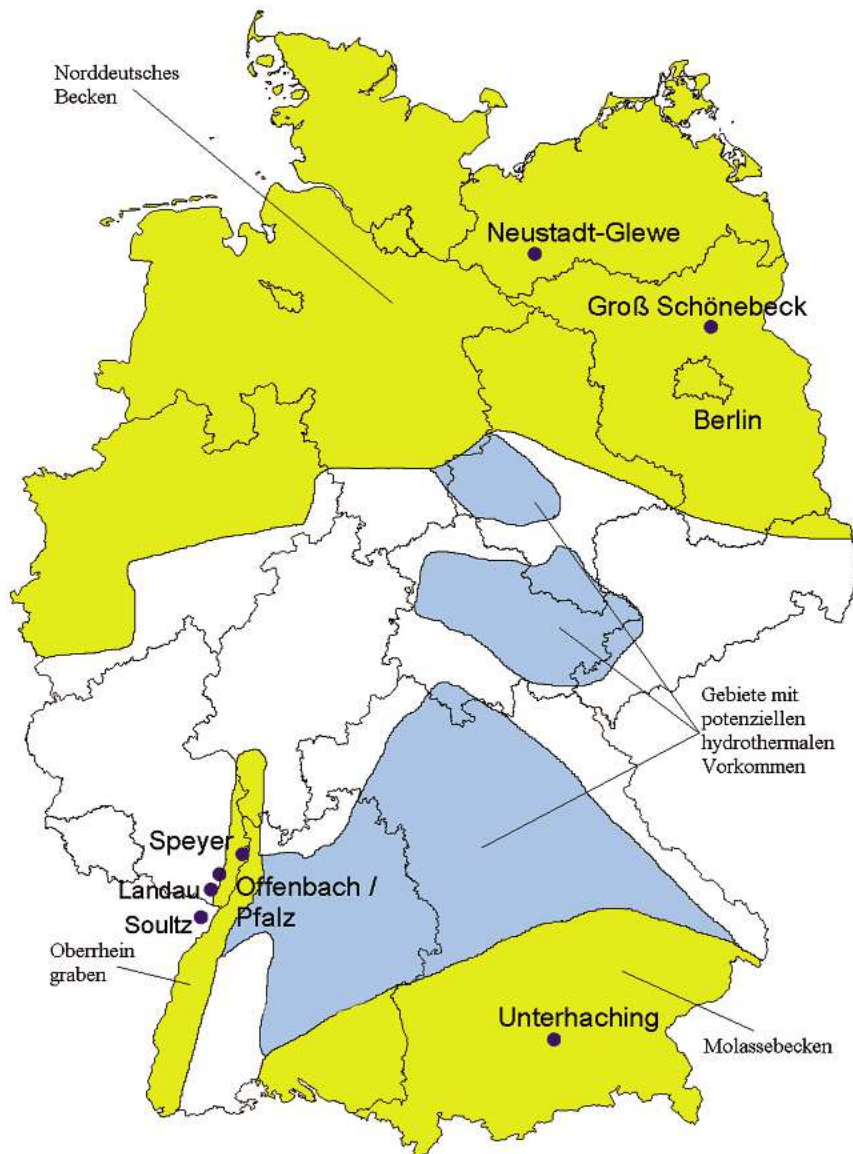 Norddeutsches
Becken
Neustadt-Glewe
Groß Schönebeck
Berlin
Gebiete mit
potenziellen
hydrothermalen
Vorkommen
Speyer
Landau
Offenbach /
Pfalz
Soultz
Oberrhein
graben
Unterhaching
Molassebecken